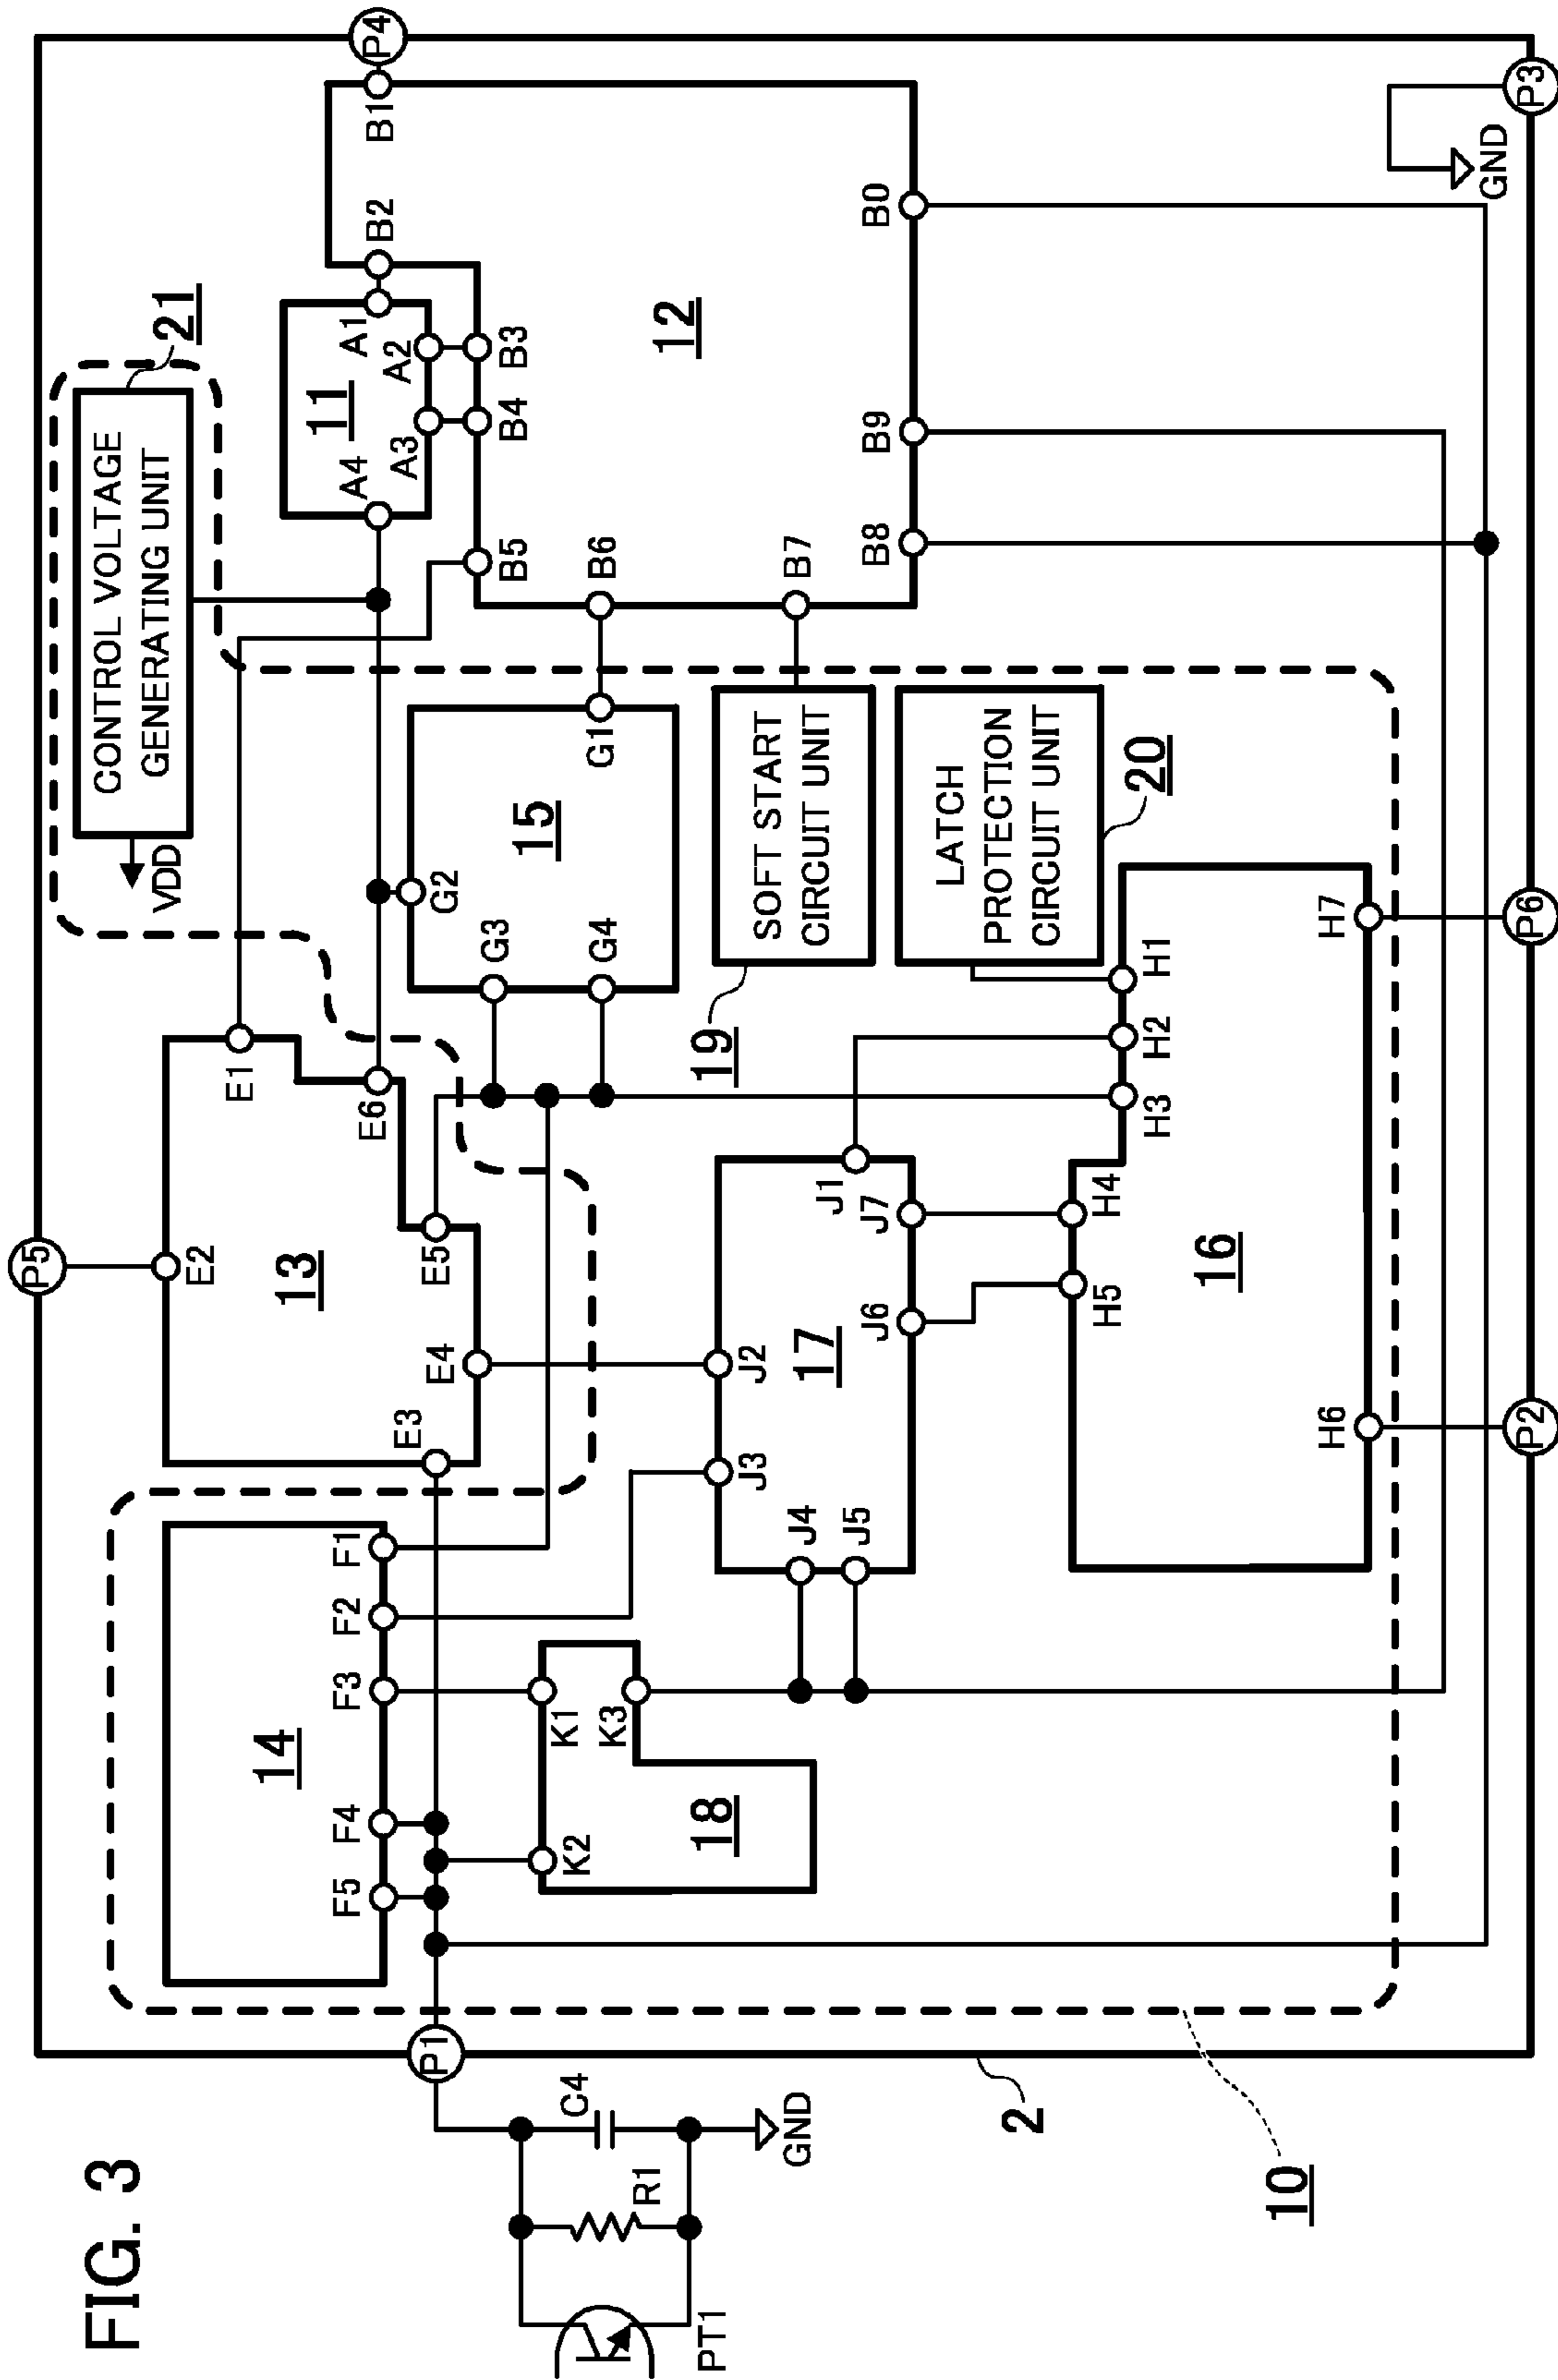 FIG. 3
P5
P4
P1
P2
P6
P3
CONTROL VOLTAGE
GENERATING UNIT
21
VDD
14
F5
F4
F3
F2
F1
13
E1
E2
E3
E4
E5
E6
11
A1
A2
A3
A4
12
B1
B2
B3
B4
B5
B6
B7
B8
B9
B0
15
G1
G2
G3
G4
SOFT START
CIRCUIT UNIT
19
LATCH
PROTECTION
CIRCUIT UNIT
20
18
K1
K2
K3
17
J1
J2
J3
J4
J5
J6
J7
16
H1
H2
H3
H4
H5
H6
H7
PT1
R1
C4
GND
GND
2
10